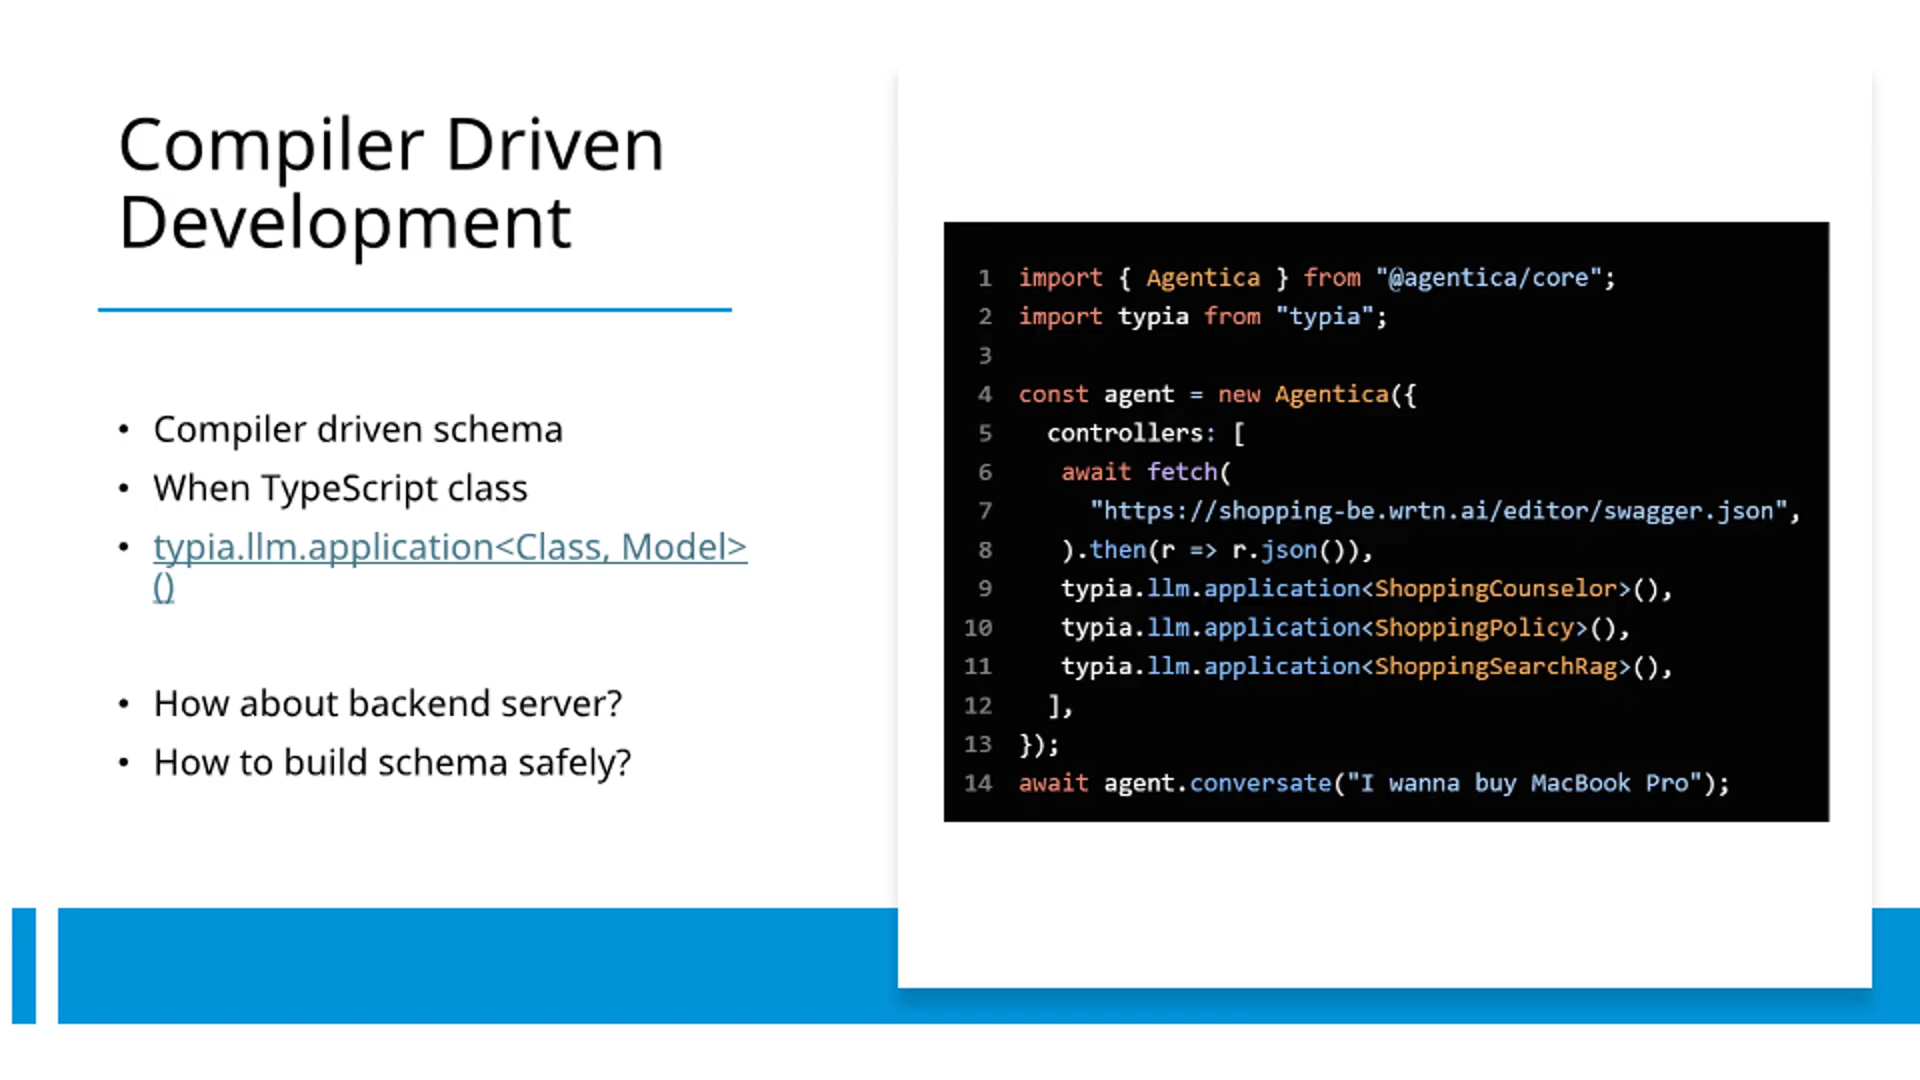 Compiler Driven
Development
• Compiler driven schema
• When TypeScript class
• typia.llm.application<Class, Model>
()
• How about backend server?
• How to build schema safely?
1 import { Agentica } from "@agentica/core";
2 import typia from "typia";
3
4 const agent = new Agentica({
5   controllers: [
6    await fetch(
7      "https://shopping-be.wrtn.ai/editor/swagger.json",
8    ).then(r => r.json()),
9    typia.llm.application<ShoppingCounselor>(),
10    typia.llm.application<ShoppingPolicy>(),
11    typia.llm.application<ShoppingSearchRag>(),
12   ],
13 });
14 await agent.conversate("I wanna buy MacBook Pro");